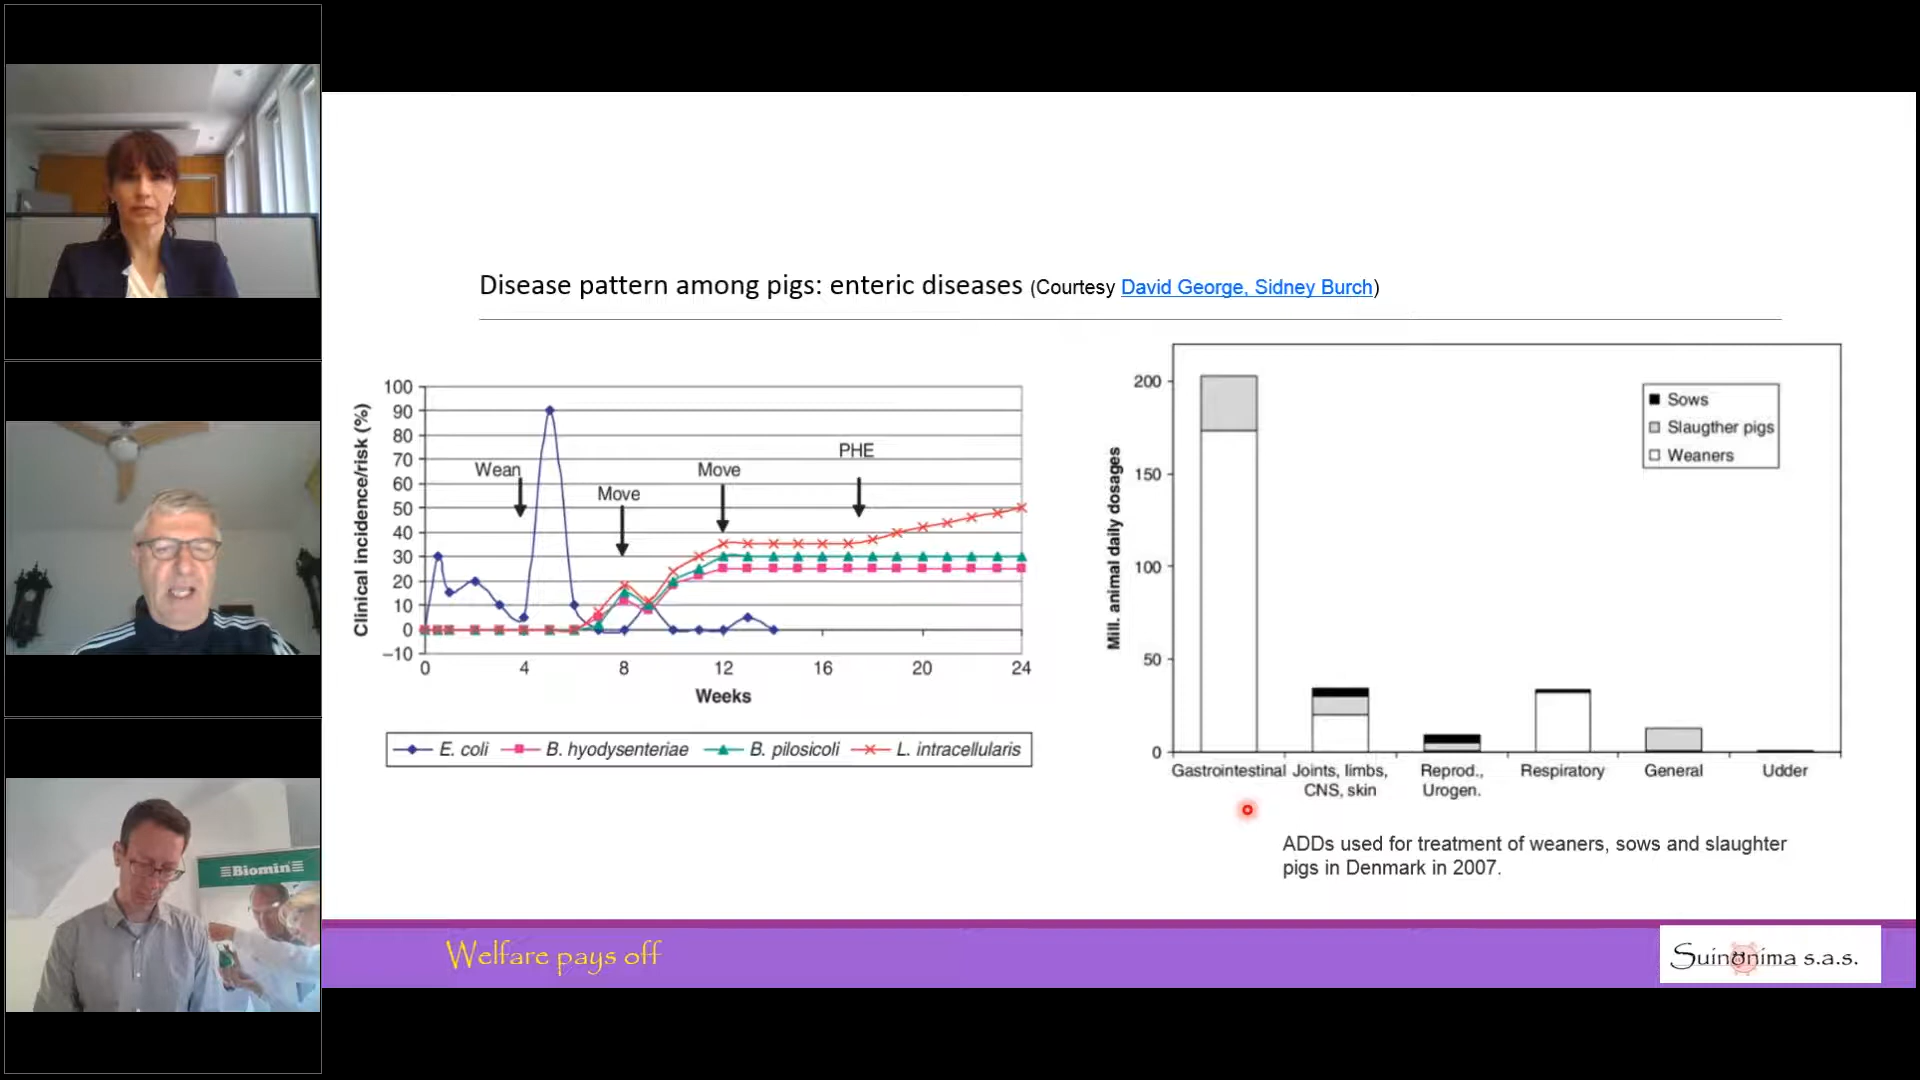 Disease pattern among pigs: enteric diseases (Courtesy David George, Sidney Burch)
Clinical incidence/risk (%)
100
90
80
70
60
50
40
30
20
10
0
–10
Wean
Move
Move
PHE
0 4 8 12 16 20 24
Weeks
E. coli B. hyodysenteriae B. pilosicoli L. intracellularis
Mill. animal daily dosages
200
150
100
50
0
Sows
Slaugther pigs
Weaners
Gastrointestinal Joints, limbs, CNS, skin Reprod., Urogen. Respiratory General Udder
ADDs used for treatment of weaners, sows and slaughter
pigs in Denmark in 2007.
Biomin
Welfare pays off
Suinanima s.a.s.